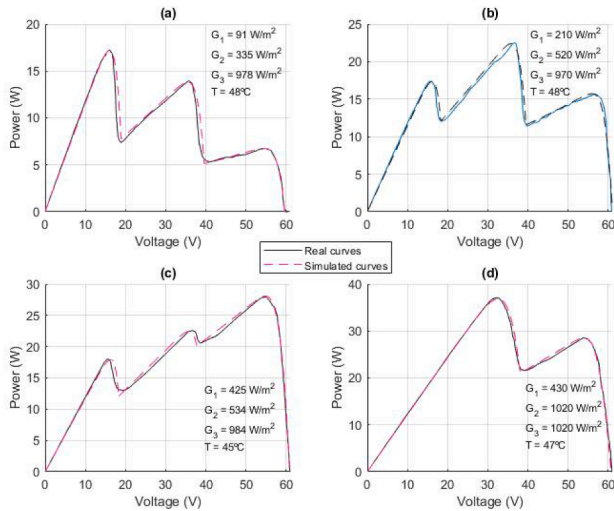 (a)
G1 = 91 W/m2
G2 = 335 W/m2
G3 = 978 W/m2
T = 48ºC
20
15
10
5
0
Power (W)
0 10 20 30 40 50 60
Voltage (V)
(b)
G1 = 210 W/m2
G2 = 520 W/m2
G3 = 970 W/m2
T = 48ºC
25
20
15
10
5
0
Power (W)
0 10 20 30 40 50 60
Voltage (V)
Real curves
Simulated curves
(c)
30
25
20
15
10
5
0
Power (W)
G1 = 425 W/m2
G2 = 534 W/m2
G3 = 984 W/m2
T = 45ºC
0 10 20 30 40 50 60
Voltage (V)
(d)
40
30
20
10
0
Power (W)
G1 = 430 W/m2
G2 = 1020 W/m2
G3 = 1020 W/m2
T = 47ºC
0 10 20 30 40 50 60
Voltage (V)